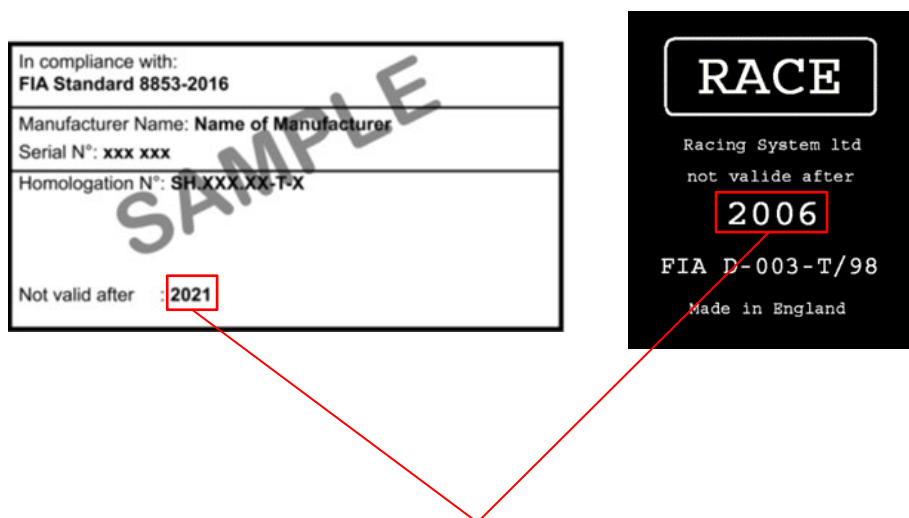 In compliance with:
FIA Standard 8853-2016
Manufacturer Name: Name of Manufacturer
Serial N°: xxx xxx
Homologation N°: SH.XXX.XX-T-X
Not valid after : 2021
SAMPLE
RACE
Racing System ltd
not valide after
2006
FIA D-003-T/98
Made in England